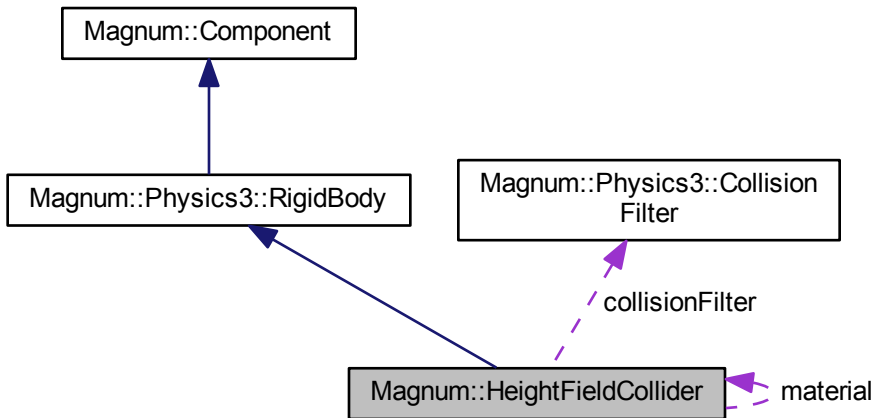 Magnum::Component
Magnum::Physics3::RigidBody
Magnum::Physics3::Collision
Filter
collisionFilter
Magnum::HeightFieldCollider
material